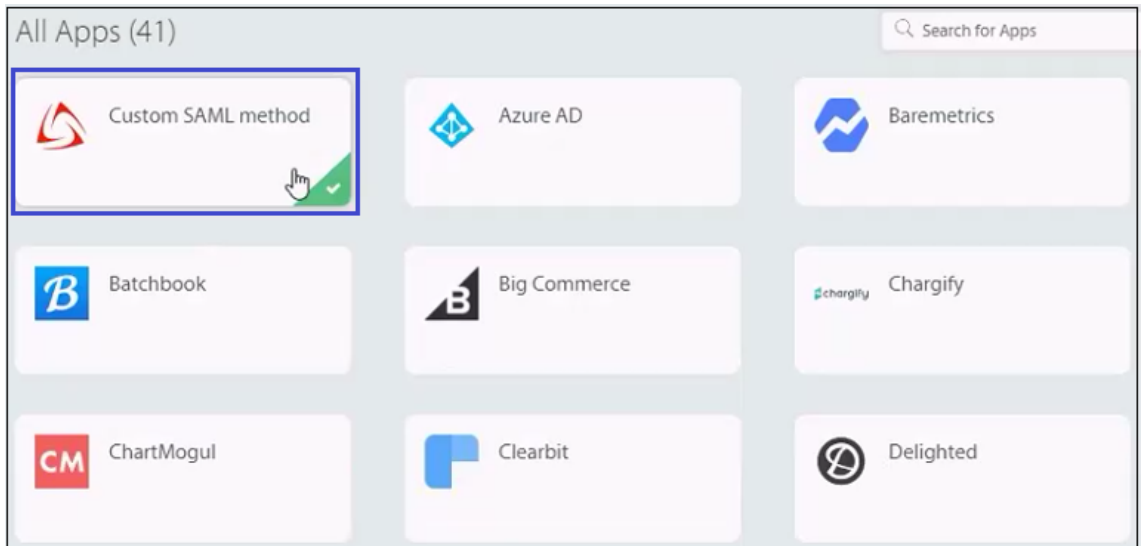 All Apps (41)
Search for Apps
Custom SAML method
Azure AD
Baremetrics
B
Batchbook
B
Big Commerce
chargify
Chargify
CM
ChartMogul
Clearbit
Delighted